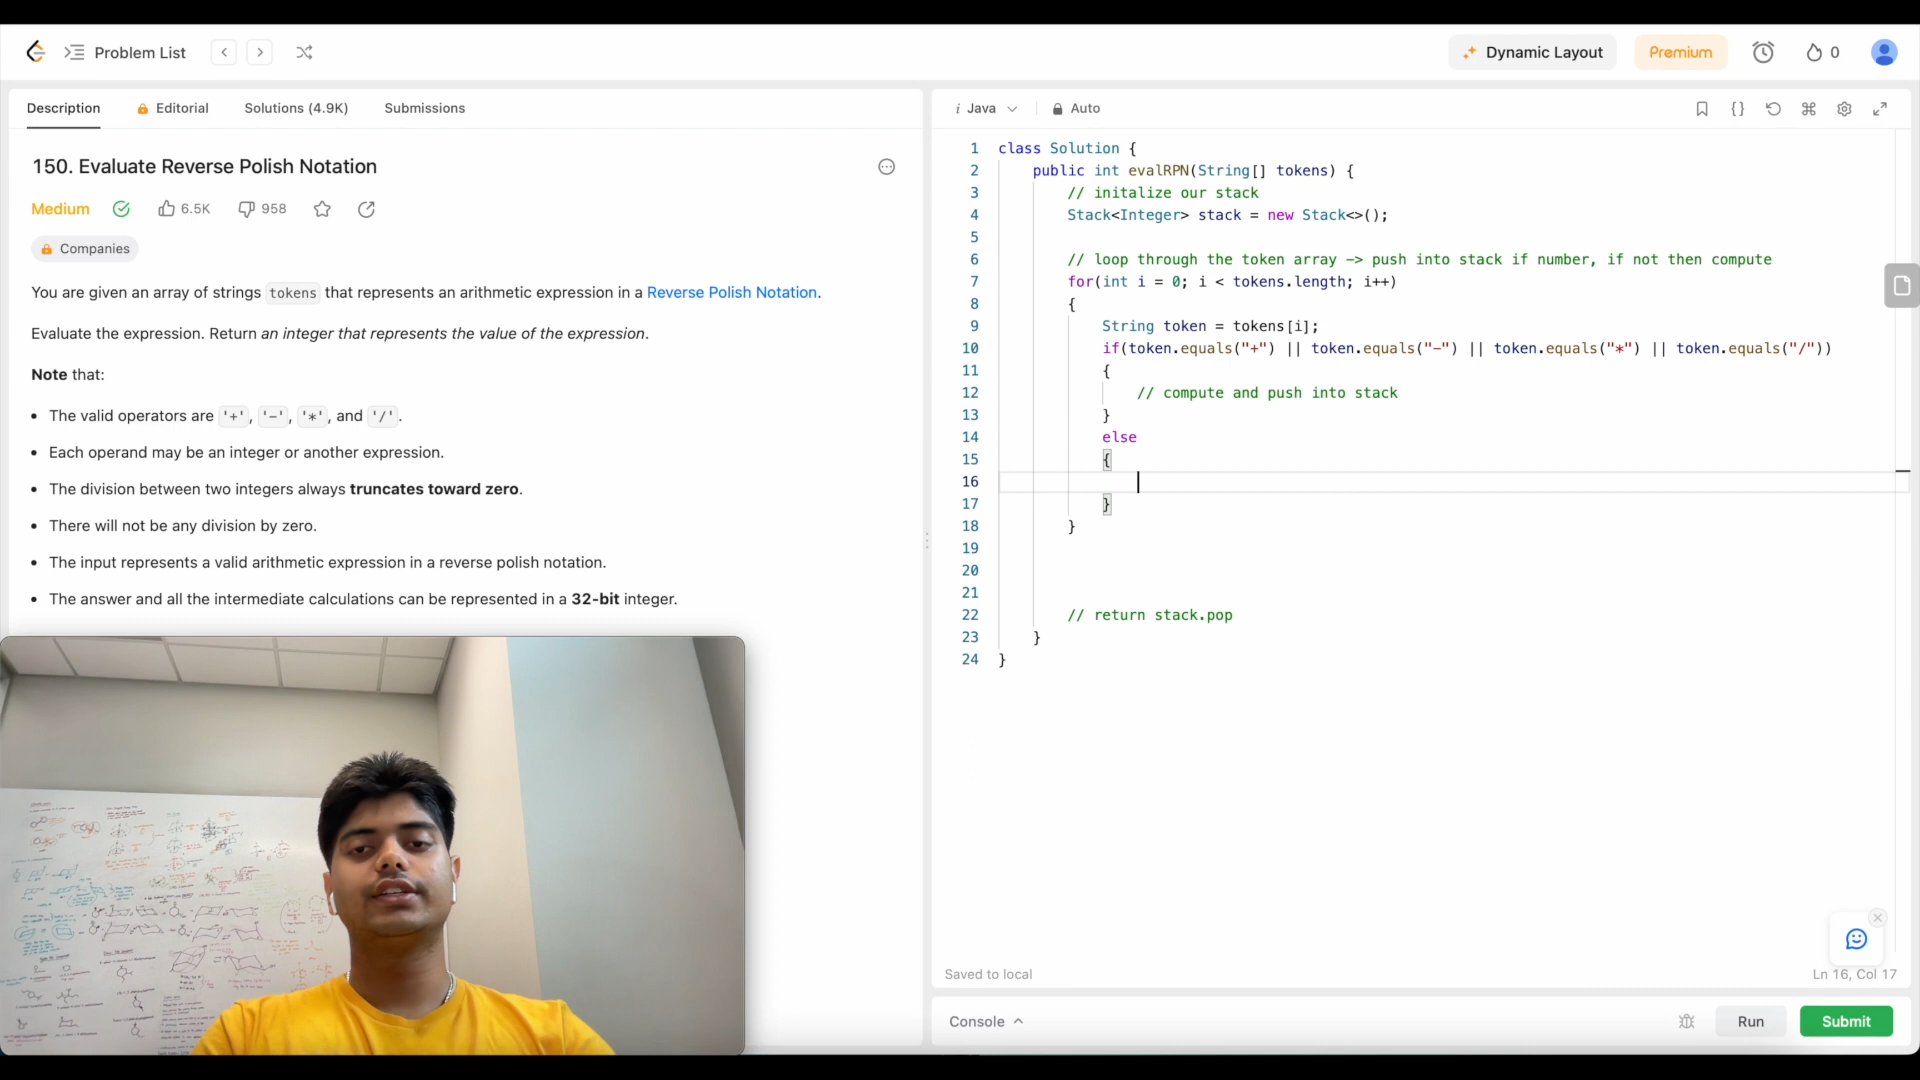 Problem List
Dynamic Layout
Premium
0
Description
Editorial
Solutions (4.9K)
Submissions
150. Evaluate Reverse Polish Notation
Medium
6.5K
958
Companies
You are given an array of strings tokens that represents an arithmetic expression in a Reverse Polish Notation.
Evaluate the expression. Return an integer that represents the value of the expression.
Note that:
• The valid operators are '+', '-', '*', and '/'.
• Each operand may be an integer or another expression.
• The division between two integers always truncates toward zero.
• There will not be any division by zero.
• The input represents a valid arithmetic expression in a reverse polish notation.
• The answer and all the intermediate calculations can be represented in a 32-bit integer.
i Java
Auto
1 class Solution {
2 public int evalRPN(String[] tokens) {
3 // initalize our stack
4 Stack<Integer> stack = new Stack<>();
5
6 // loop through the token array -> push into stack if number, if not then compute
7 for(int i = 0; i < tokens.length; i++)
8 {
9 String token = tokens[i];
10 if(token.equals("+") || token.equals("-") || token.equals("*") || token.equals("/"))
11 {
12 // compute and push into stack
13 }
14 else
15 {
16
17 }
18 }
19
20
21
22 // return stack.pop
23 }
24 }
Saved to local
Ln 16, Col 17
Console
Run
Submit